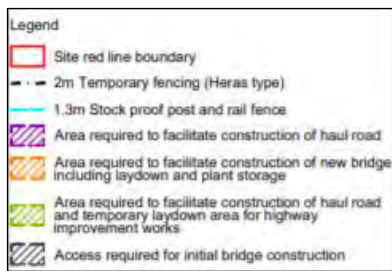 Legend
Site red line boundary
2m Temporary fencing (Heras type)
1.3m Stock proof post and rail fence
Area required to facilitate construction of haul road
Area required to facilitate construction of new bridge
including laydown and plant storage
Area required to facilitate construction of haul road
and temporary laydown area for highway
improvement works
Access required for initial bridge construction